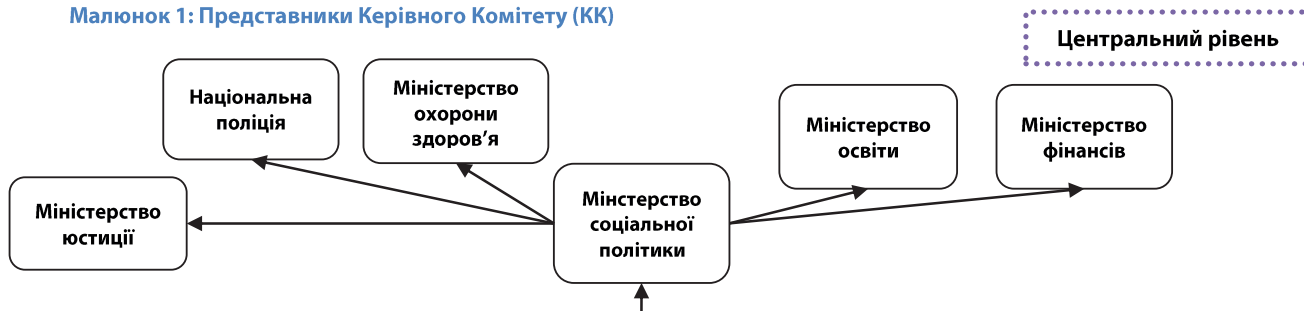 Малюнок 1: Представники Керівного Комітету (КК)
Центральний рівень
Національна
поліція
Міністерство
охорони
здоров’я
Міністерство
освіти
Міністерство
фінансів
Міністерство
юстиції
Мінстерство
соціальної
політики